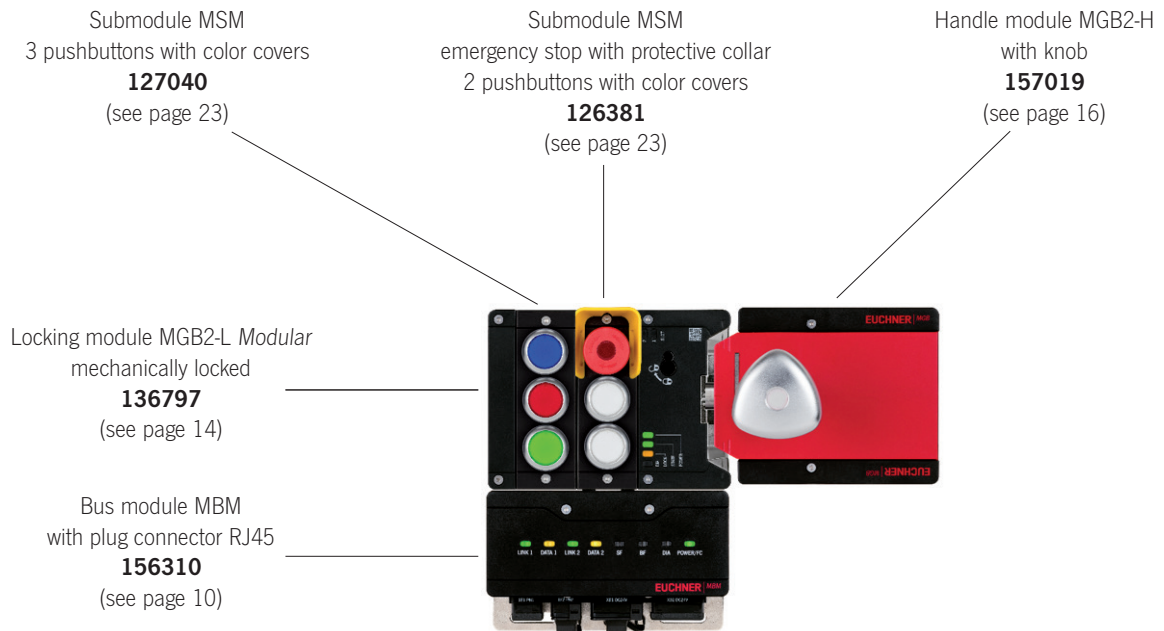 Submodule MSM
3 pushbuttons with color covers
127040
(see page 23)
Submodule MSM
emergency stop with protective collar
2 pushbuttons with color covers
126381
(see page 23)
Handle module MGB2-H
with knob
157019
(see page 16)
Locking module MGB2-L Modular
mechanically locked
136797
(see page 14)
Bus module MBM
with plug connector RJ45
156310
(see page 10)
EUCHNER MGB
EUCHNER MGB
LINK 1 DATA 1 LINK 2 DATA 2 SF BF DIA POWER/FC
EUCHNER MBM